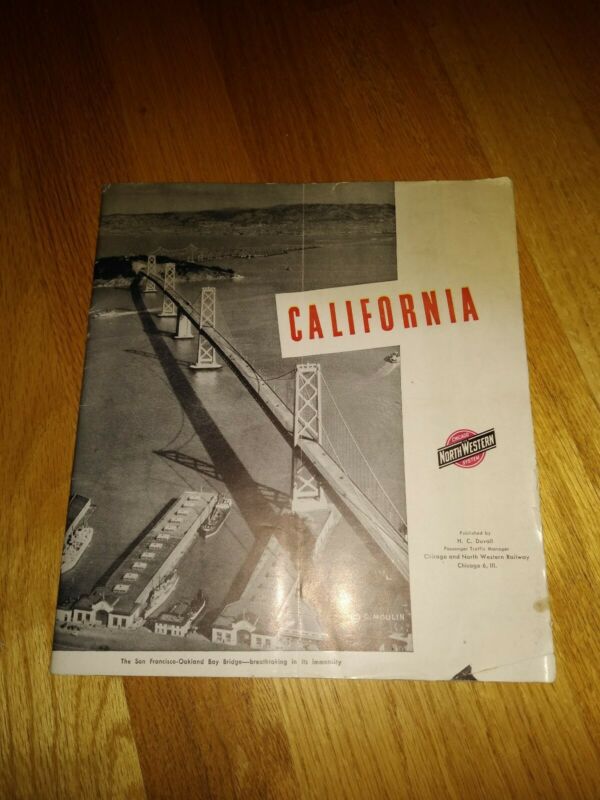 CALIFORNIA
CHICAGO
NORTH WESTERN
SYSTEM
Published by
H. C. Duvall
Passenger Traffic Manager
Chicago and North Western Railway
Chicago 6, Ill.
MOULIN
The San Francisco-Oakland Bay Bridge—breathtaking in its immensity